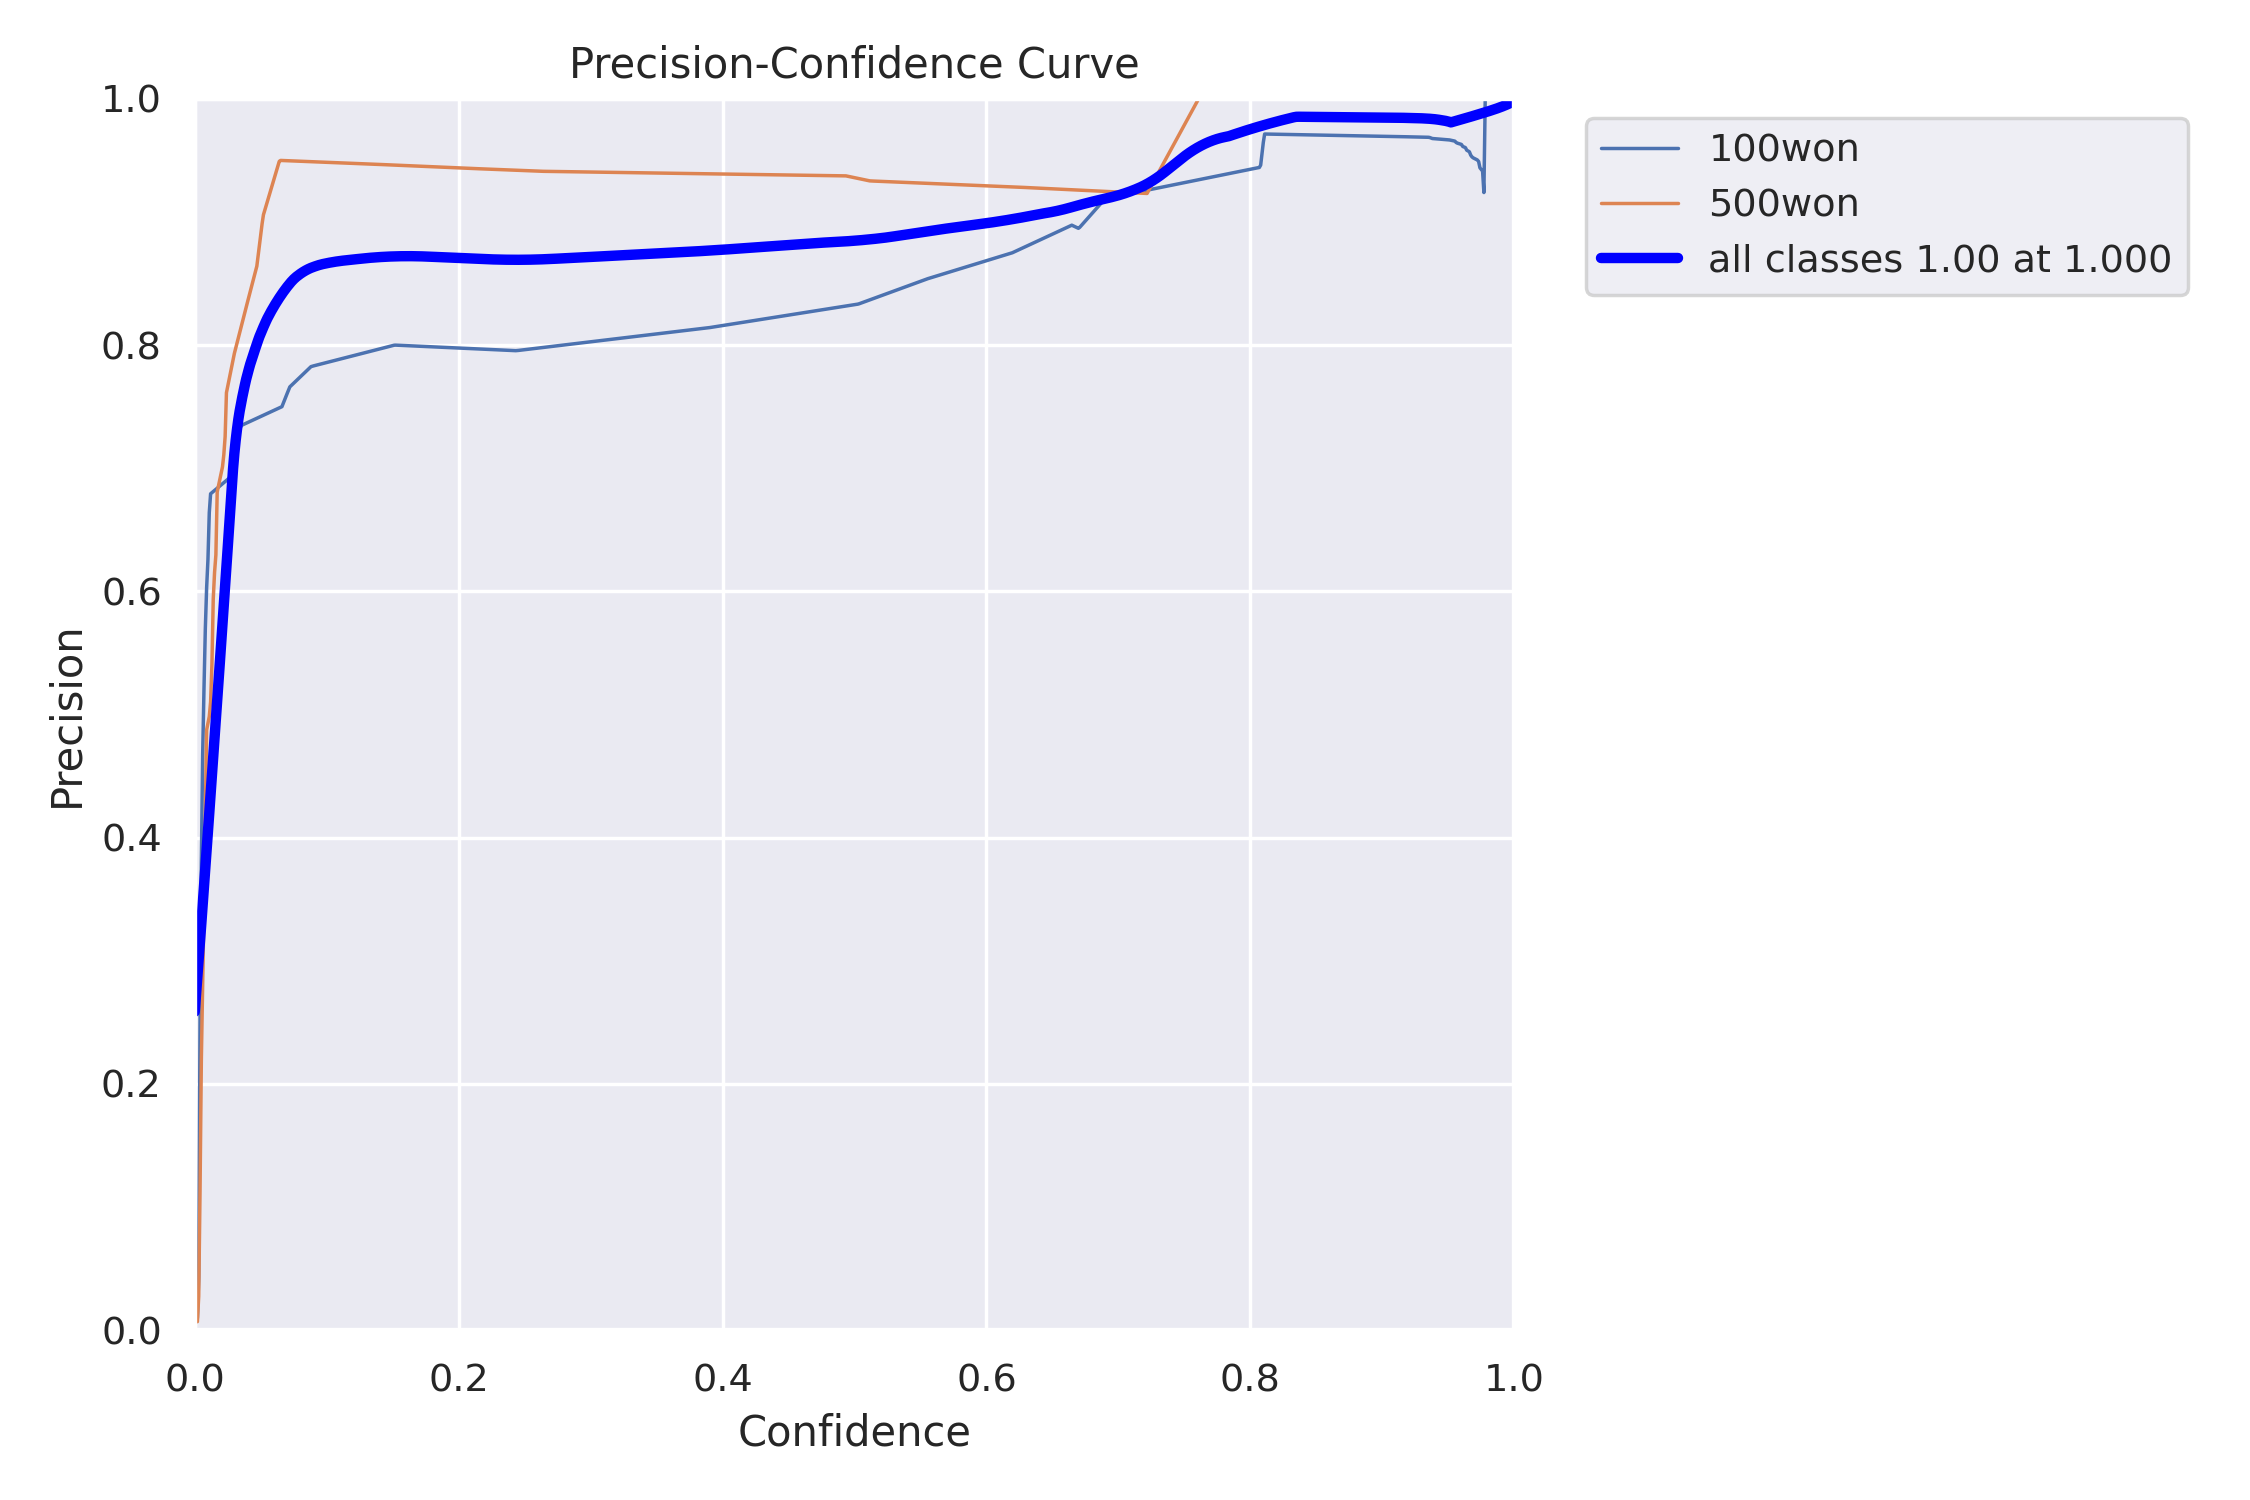 Precision-Confidence Curve
1.0
0.8
0.6
0.4
0.2
0.0
Precision
0.0 0.2 0.4 0.6 0.8 1.0
Confidence
100won
500won
all classes 1.00 at 1.000